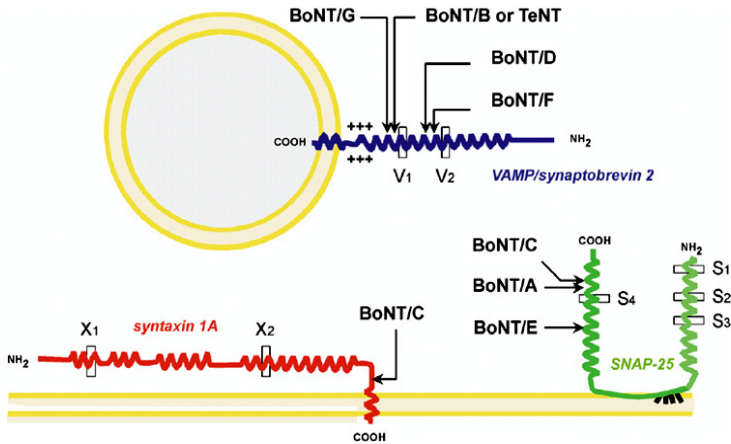 BoNT/G
BoNT/B or TeNT
BoNT/D
BoNT/F
+++
COOH
NH2
+++
V1
V2
VAMP/synaptobrevin 2
COOH
NH2
BoNT/C
S1
BoNT/A
S4
S2
BoNT/E
S3
SNAP-25
X1
syntaxin 1A
X2
BoNT/C
NH2
COOH